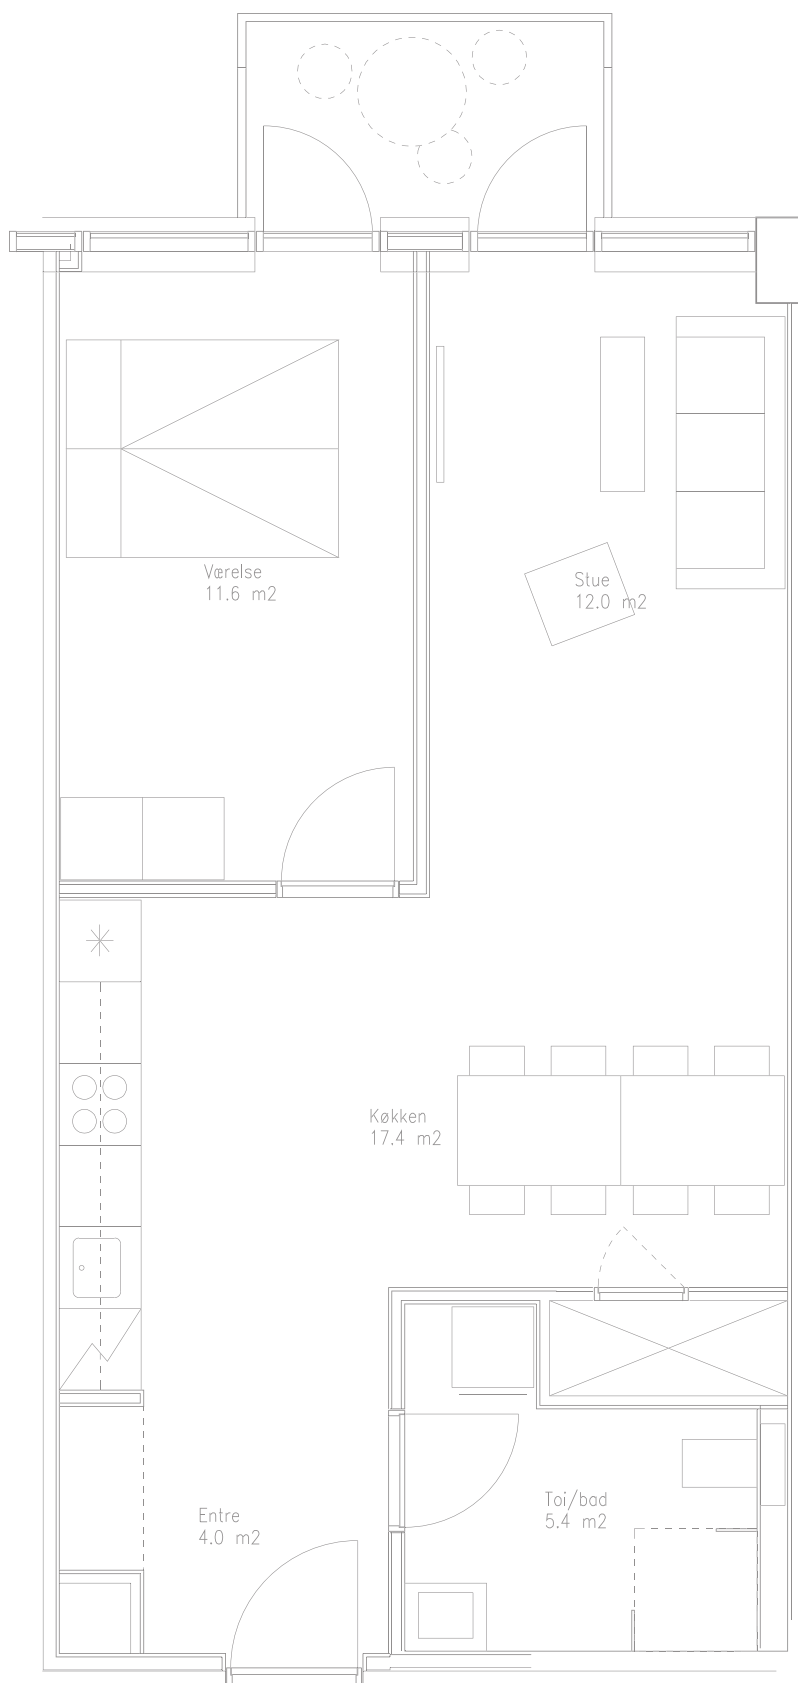 Værelse
11.6 m2
Stue
12.0 m2
Køkken
17.4 m2
Entre
4.0 m2
Toi/bad
5.4 m2